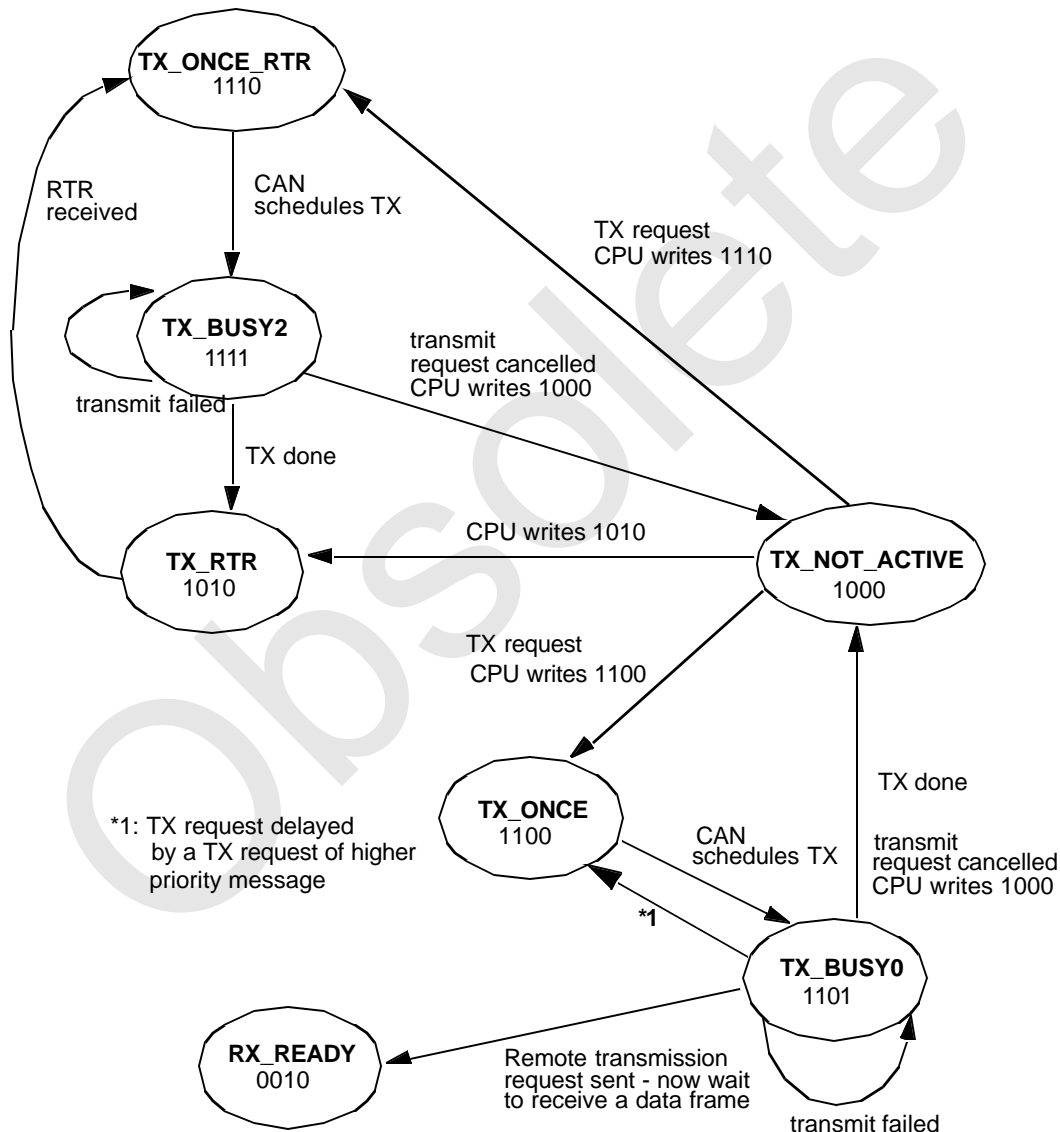 TX_ONCE_RTR
1110
RTR
received
CAN
schedules TX
TX request
CPU writes 1110
TX_BUSY2
1111
transmit failed
transmit
request cancelled
CPU writes 1000
TX done
CPU writes 1010
TX_RTR
1010
TX_NOT_ACTIVE
1000
TX request
CPU writes 1100
TX_ONCE
1100
*1: TX request delayed
by a TX request of higher
priority message
CAN
schedules TX
*1
TX done
transmit
request cancelled
CPU writes 1000
TX_BUSY0
1101
RX_READY
0010
Remote transmission
request sent - now wait
to receive a data frame
transmit failed
Obsolete